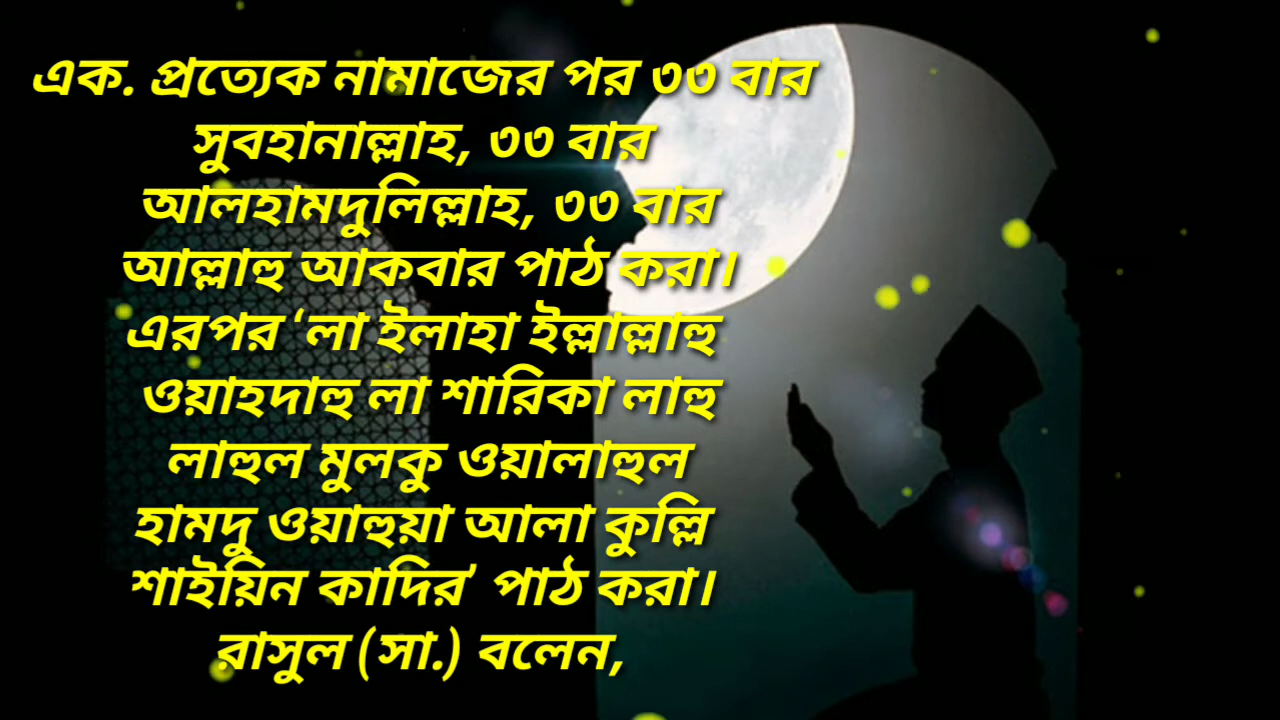 এক. প্রত্যেক নামাজের পর ৩৩ বার
সুবহানাল্লাহ, ৩৩ বার
আলহামদুলিল্লাহ, ৩৩ বার
আল্লাহু আকবার পাঠ করা।
এরপর ‘লা ইলাহা ইল্লাল্লাহু
ওয়াহদাহু লা শারিকা লাহু
লাহুল মুলকু ওয়ালাহুল
হামদু ওয়াহুয়া আলা কুল্লি
শাইয়িন কাদির' পাঠ করা।
রাসুল (সা.) বলেন,